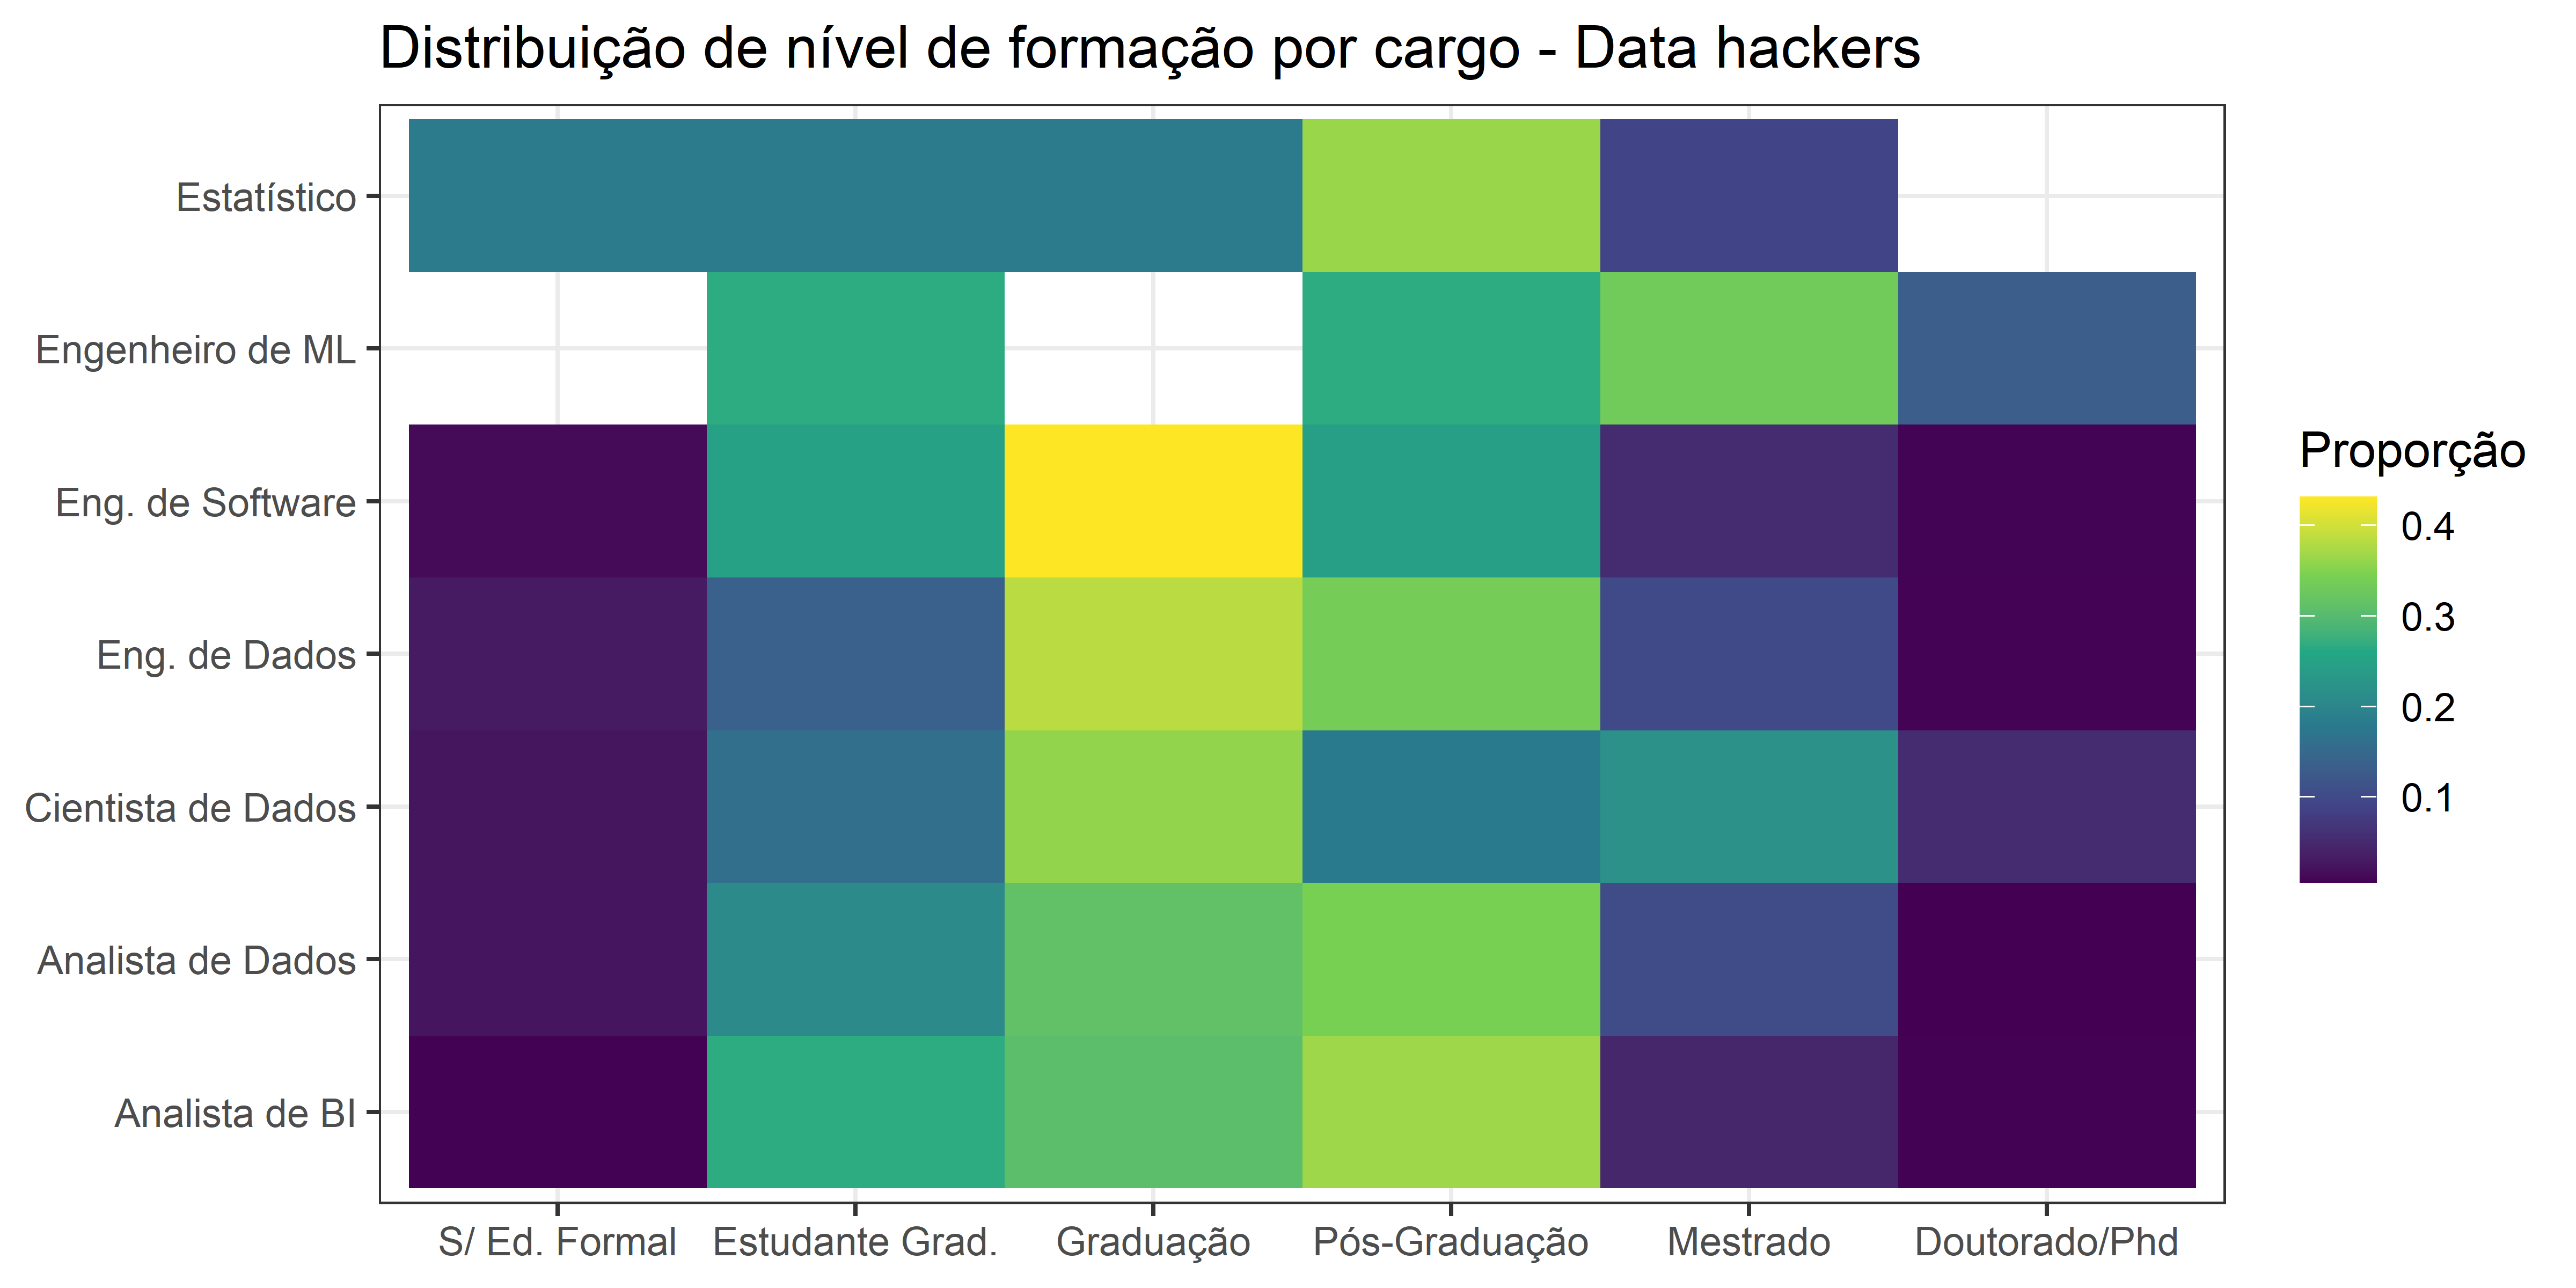 Distribuição de nível de formação por cargo - Data hackers
Estatístico
Engenheiro de ML
Eng. de Software
Eng. de Dados
Cientista de Dados
Analista de Dados
Analista de BI
S/ Ed. Formal
Estudante Grad.
Graduação
Pós-Graduação
Mestrado
Doutorado/Phd
Proporção
0.4
0.3
0.2
0.1